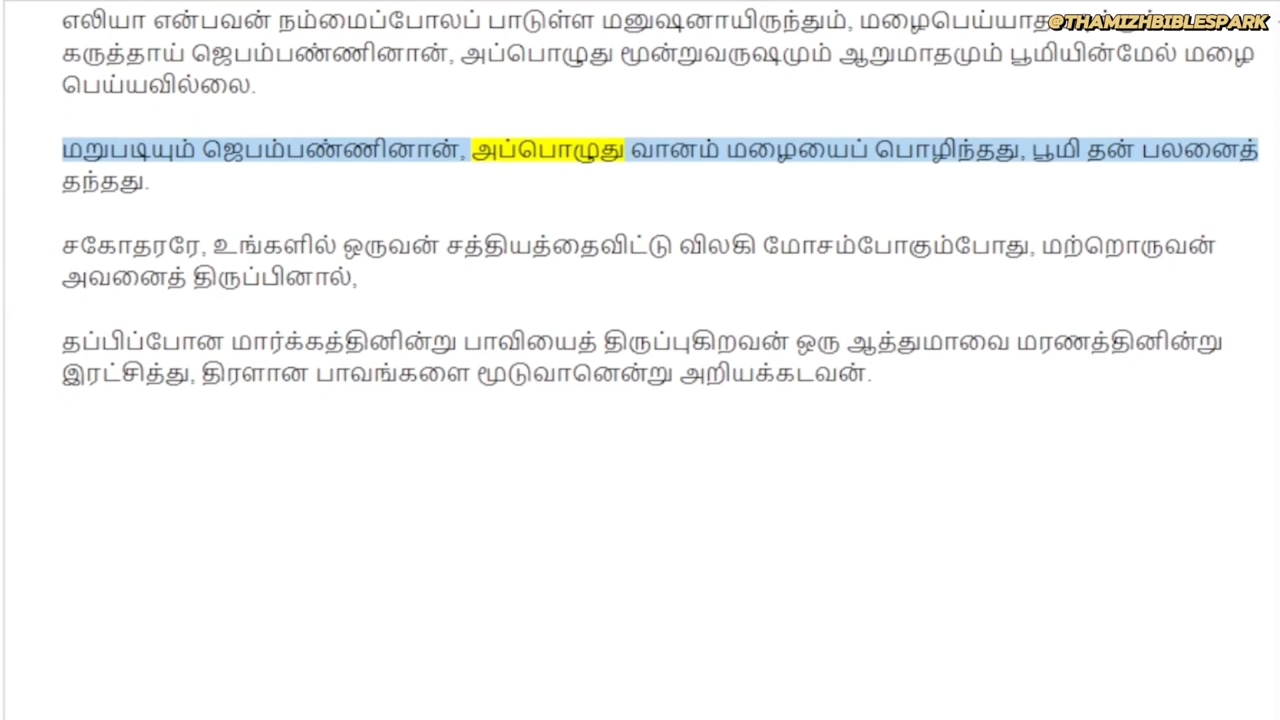 எலியா என்பவன் நம்மைப்போலப் பாடுள்ள மனுஷனாயிருந்தும், @THAMIZHBIBLESPARK
கருத்தாய் ஜெபம்பண்ணினான், அப்பொழுது மூன்றுவருஷமும் ஆறுமாதமும் பூமியின்மேல் மழை
பெய்யவில்லை.
மறுபடியும் ஜெபம்பண்ணினான், அப்பொழுது வானம் மழையைப் பொழிந்தது, பூமி தன் பலனைத்
தந்தது.
சகோதரரே, உங்களில் ஒருவன் சத்தியத்தைவிட்டு விலகி மோசம்போகும்போது, மற்றொருவன்
அவனைத் திருப்பினால்,
தப்பிப்போன மார்க்கத்தினின்று பாவியைத் திருப்புகிறவன் ஒரு ஆத்துமாவை மரணத்தினின்று
இரட்சித்து, திரளான பாவங்களை மூடுவானென்று அறியக்கடவன்.